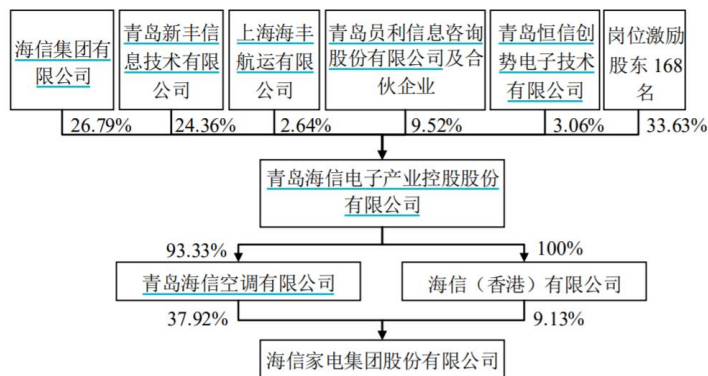 海信集团有
限公司
青岛新丰信
息技术有限
公司
上海海丰
航运有限
公司
青岛员利信息咨询
股份有限公司及合
伙企业
青岛恒信创
势电子技术
有限公司
岗位激励
股东 168
名
26.79%
24.36%
2.64%
9.52%
3.06%
33.63%
青岛海信电子产业控股股份
有限公司
93.33%
100%
青岛海信空调有限公司
海信（香港）有限公司
37.92%
9.13%
海信家电集团股份有限公司